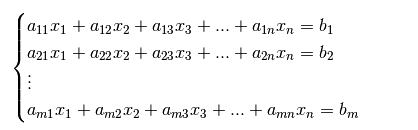 a₁₁x₁ + a₁₂x₂ + a₁₃x₃ + ... + a₁ₙxₙ = b₁
a₂₁x₁ + a₂₂x₂ + a₂₃x₃ + ... + a₂ₙxₙ = b₂
⋮
aₘ₁x₁ + aₘ₂x₂ + aₘ₃x₃ + ... + aₘₙxₙ = bₘ